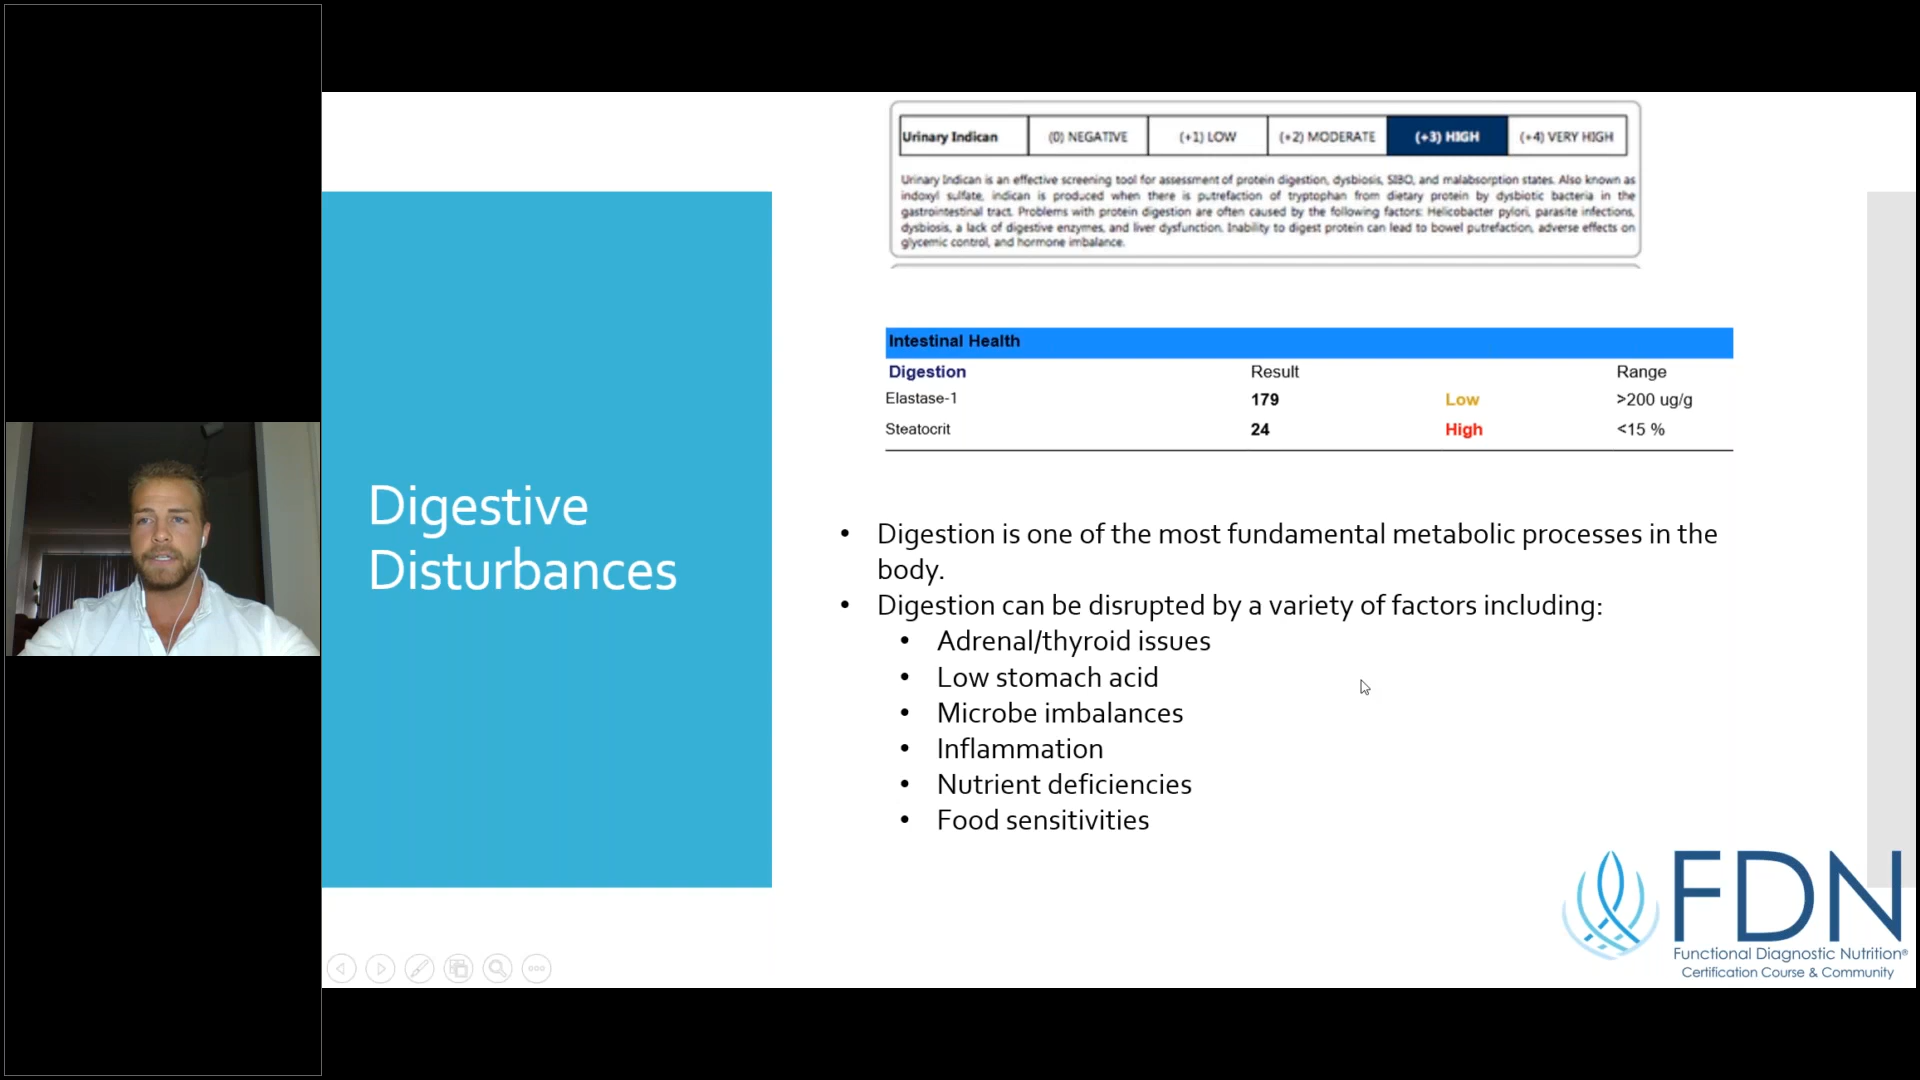 Digestive
Disturbances
Urinary Indican (0) NEGATIVE (+1) LOW (+2) MODERATE (+3) HIGH (+4) VERY HIGH
Urinary Indican is an effective screening tool for assessment of protein digestion, dysbiosis, SIBO, and malabsorption states. Also known as
indoxyl sulfate, indican is produced when there is putrefaction of tryptophan from dietary protein by dysbiotic bacteria in the
gastrointestinal tract. Problems with protein digestion are often caused by the following factors: Helicobacter pylori, parasite infections,
dysbiosis, a lack of digestive enzymes, and liver dysfunction. Inability to digest protein can lead to bowel putrefaction, adverse effects on
glycemic control, and hormone imbalance.
Intestinal Health
Digestion Result Range
Elastase-1 179 Low >200 ug/g
Steatocrit 24 High <15 %
• Digestion is one of the most fundamental metabolic processes in the
body.
• Digestion can be disrupted by a variety of factors including:
• Adrenal/thyroid issues
• Low stomach acid
• Microbe imbalances
• Inflammation
• Nutrient deficiencies
• Food sensitivities
FDN
Functional Diagnostic Nutrition®
Certification Course & Community